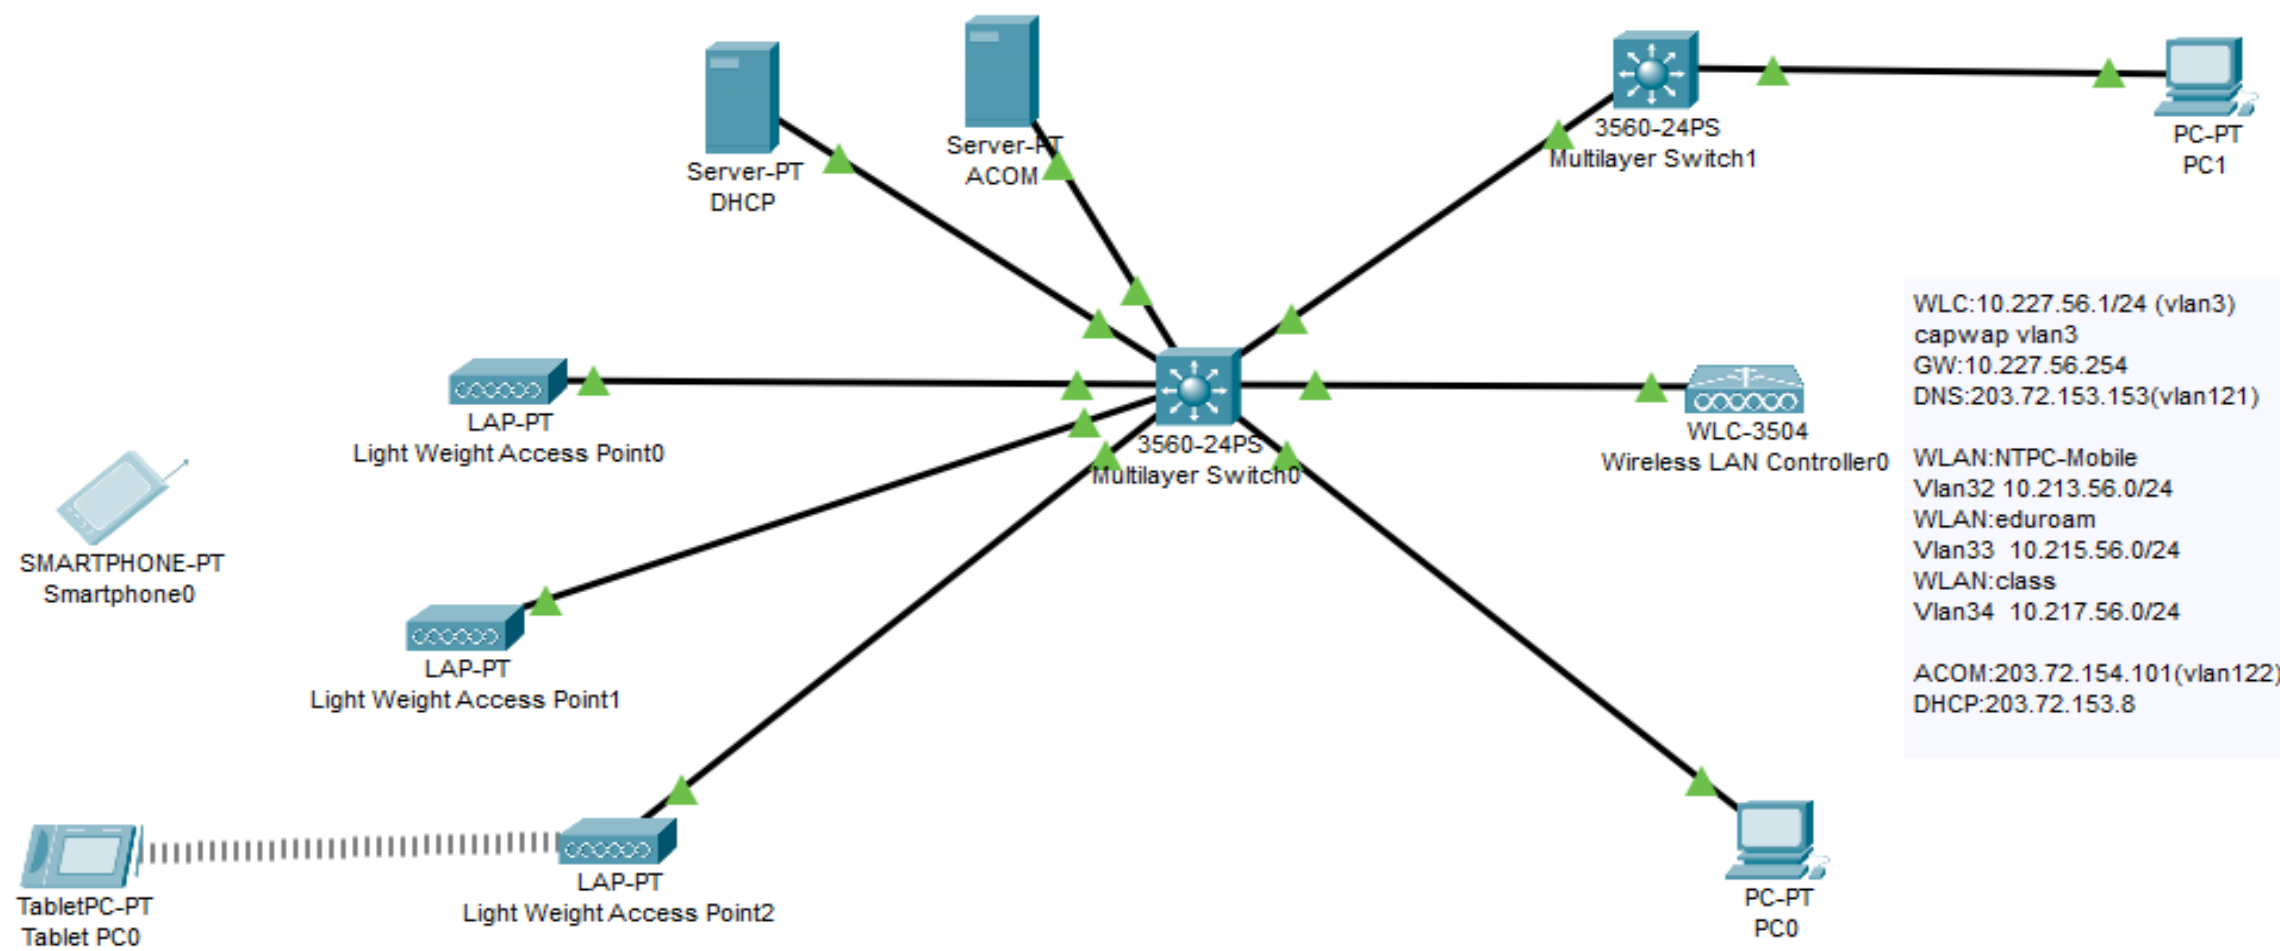 Server-PT
DHCP
Server-PT
ACOM
3560-24PS
Multilayer Switch1
PC-PT
PC1
LAP-PT
Light Weight Access Point0
3560-24PS
Multilayer Switch0
WLC-3504
Wireless LAN Controller0
WLC:10.227.56.1/24 (vlan3)
capwap vlan3
GW:10.227.56.254
DNS:203.72.153.153(vlan121)
WLAN:NTPC-Mobile
Vlan32 10.213.56.0/24
WLAN:eduroam
Vlan33  10.215.56.0/24
WLAN:class
Vlan34  10.217.56.0/24
ACOM:203.72.154.101(vlan122)
DHCP:203.72.153.8
SMARTPHONE-PT
Smartphone0
LAP-PT
Light Weight Access Point1
TabletPC-PT
Tablet PC0
LAP-PT
Light Weight Access Point2
PC-PT
PC0